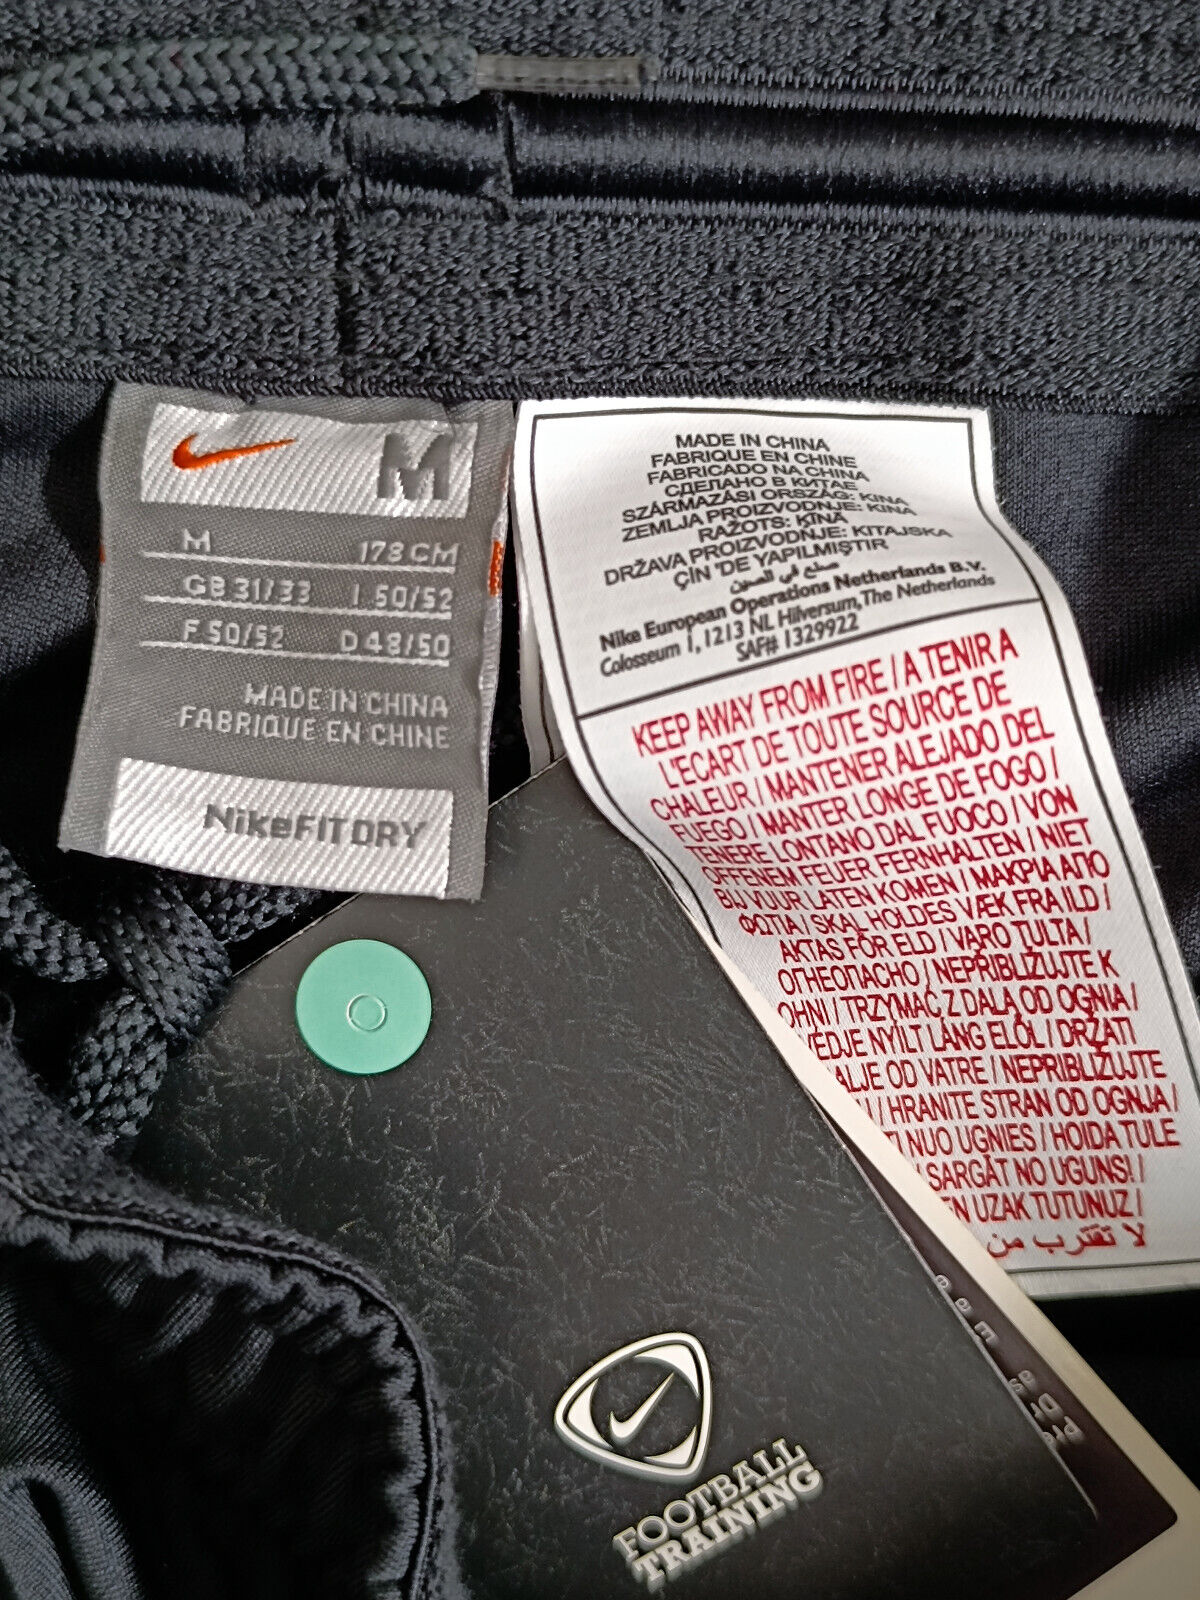 M
M 178 CM
GB 31/33 I 50/52
F 50/52 D 48/50
MADE IN CHINA
FABRIQUE EN CHINE
NikeFIT DRY
MADE IN CHINA
FABRIQUE EN CHINE
FABRICADO NA CHINA
СДЕЛАНО В КИТАЕ
SZÁRMAZÁSI ORSZÁG: KINA
ZEMLJA PROIZVODNJE: KINA
RAŽOTS: ĶĪNĀ
DRŽAVA PROIZVODNJE: KITAJSKA
ÇİN 'DE YAPILMIŞTIR
صنع في الصين
Nike European Operations Netherlands B.V.
Colosseum 1, 1213 NL Hilversum, The Netherlands
SAF# 1329922
KEEP AWAY FROM FIRE / A TENIR A
L'ECART DE TOUTE SOURCE DE
CHALEUR / MANTENER ALEJADO DEL
FUEGO / MANTER LONGE DE FOGO /
TENERE LONTANO DAL FUOCO / VON
OFFENEM FEUER FERNHALTEN / NIET
BIJ VUUR LATEN KOMEN / ΜΑΚΡΙΑ ΑΠΟ
ΦΩΤΙΑ / SKAL HOLDES VÆK FRA ILD /
AKTAS FÖR ELD / VARO TULTA /
ОГНЕОПАСНО / NEPŘIBLIŽUJTE K
OHNI / TRZYMAĆ Z DALA OD OGNIA /
VÉDJE NYÍLT LÁNG ELŐL / DRŽATI
ALJE OD VATRE / NEPRIBLIŽUJTE
/ HRANITE STRAN OD OGNJA /
NUO UGNIES / HOIDA TULE
/ SARGĀT NO UGUNS! /
UZAK TUTUNUZ /
لا تقترب من
FOOTBALL
TRAINING